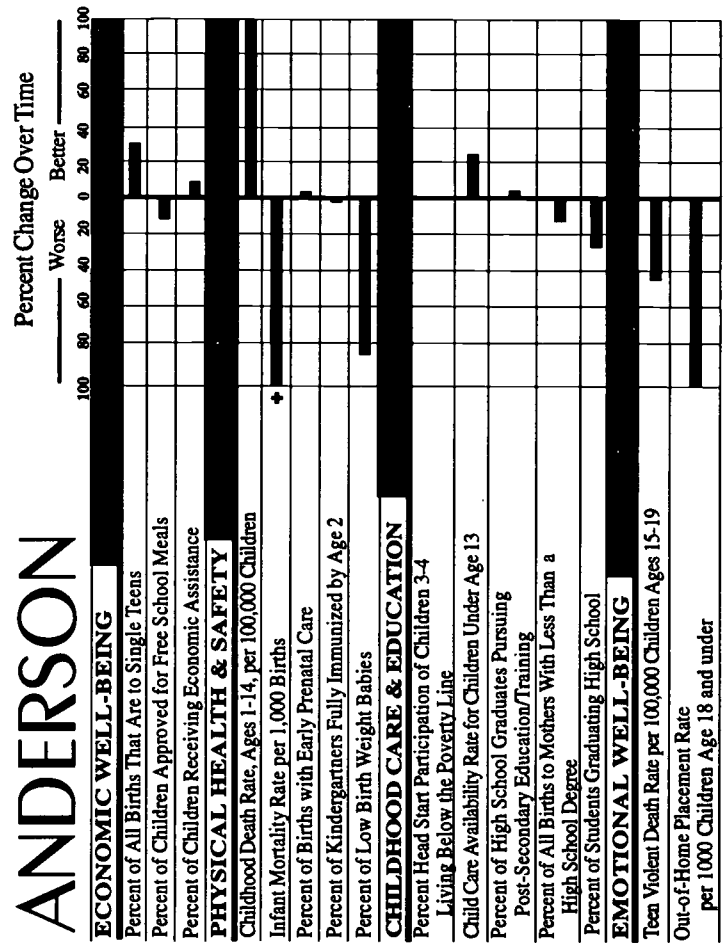 ANDERSON
Percent Change Over Time
Worse Better
100 80 60 40 20 0 20 40 60 80 100
ECONOMIC WELL-BEING
Percent of All Births That Are to Single Teens
Percent of Children Approved for Free School Meals
Percent of Children Receiving Economic Assistance
PHYSICAL HEALTH & SAFETY
Childhood Death Rate, Ages 1-14, per 100,000 Children
Infant Mortality Rate per 1,000 Births
+
Percent of Births with Early Prenatal Care
Percent of Kindergartners Fully Immunized by Age 2
Percent of Low Birth Weight Babies
CHILDHOOD CARE & EDUCATION
Percent Head Start Participation of Children 3-4
Living Below the Poverty Line
Child Care Availability Rate for Children Under Age 13
Percent of High School Graduates Pursuing
Post-Secondary Education/Training
Percent of All Births to Mothers With Less Than a
High School Degree
Percent of Students Graduating High School
EMOTIONAL WELL-BEING
Teen Violent Death Rate per 100,000 Children Ages 15-19
Out-of-Home Placement Rate
per 1000 Children Age 18 and under